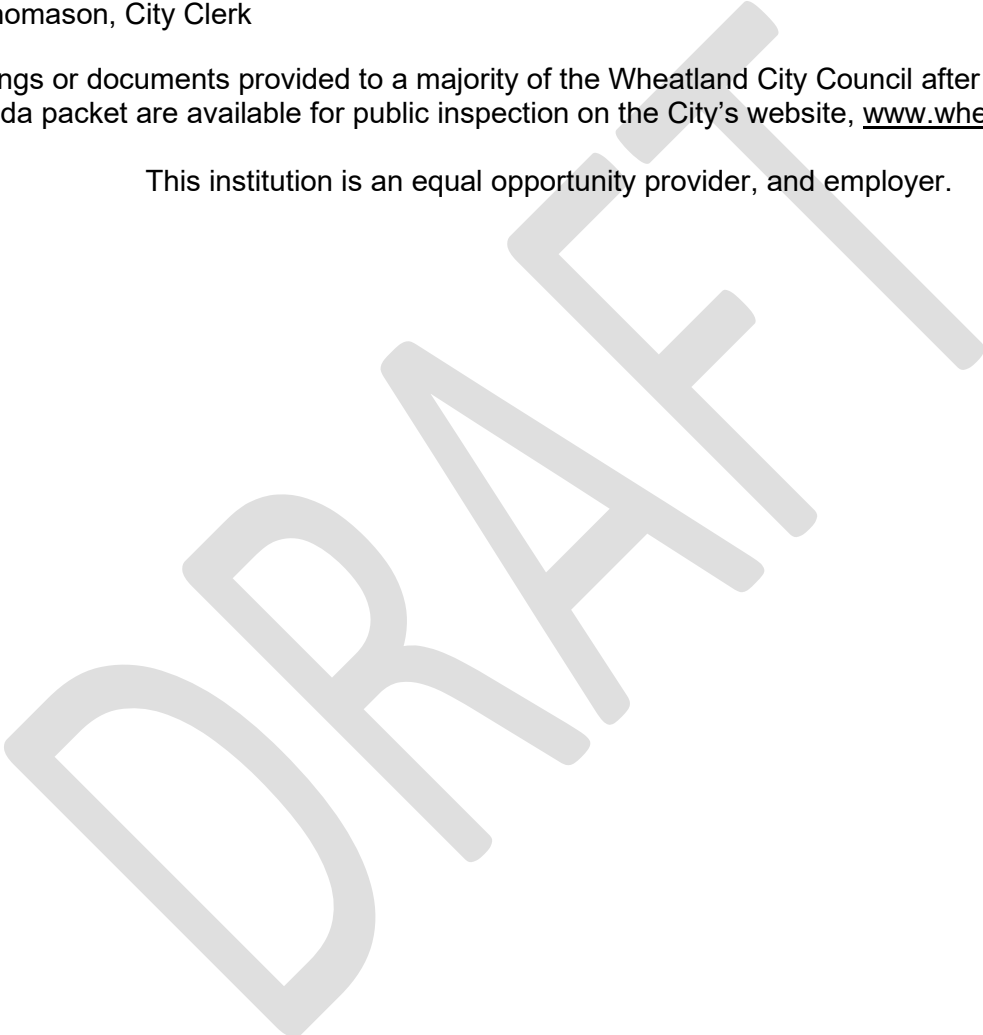 homason, City Clerk
ngs or documents provided to a majority of the Wheatland City Council after
da packet are available for public inspection on the City’s website, www.whe
This institution is an equal opportunity provider, and employer.
DRAFT